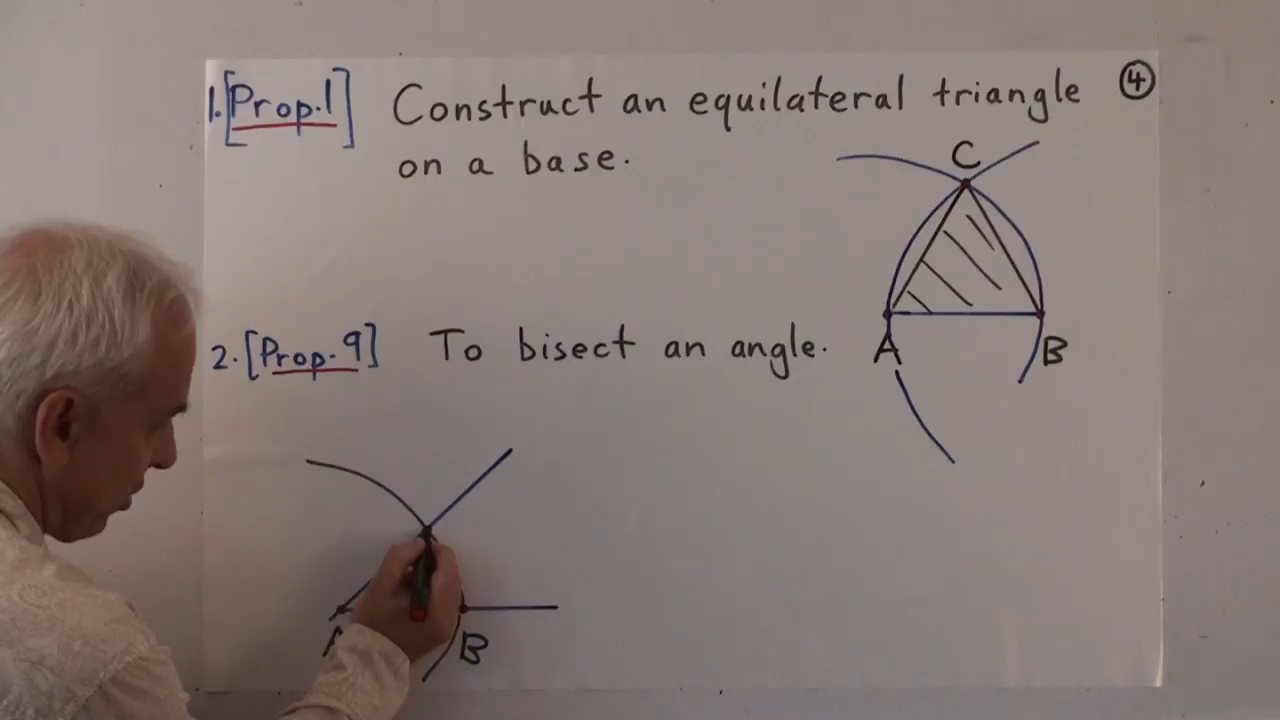 1. [Prop.1] Construct an equilateral triangle ④
on a base.
C
A B
2. [Prop. 9] To bisect an angle.
A B